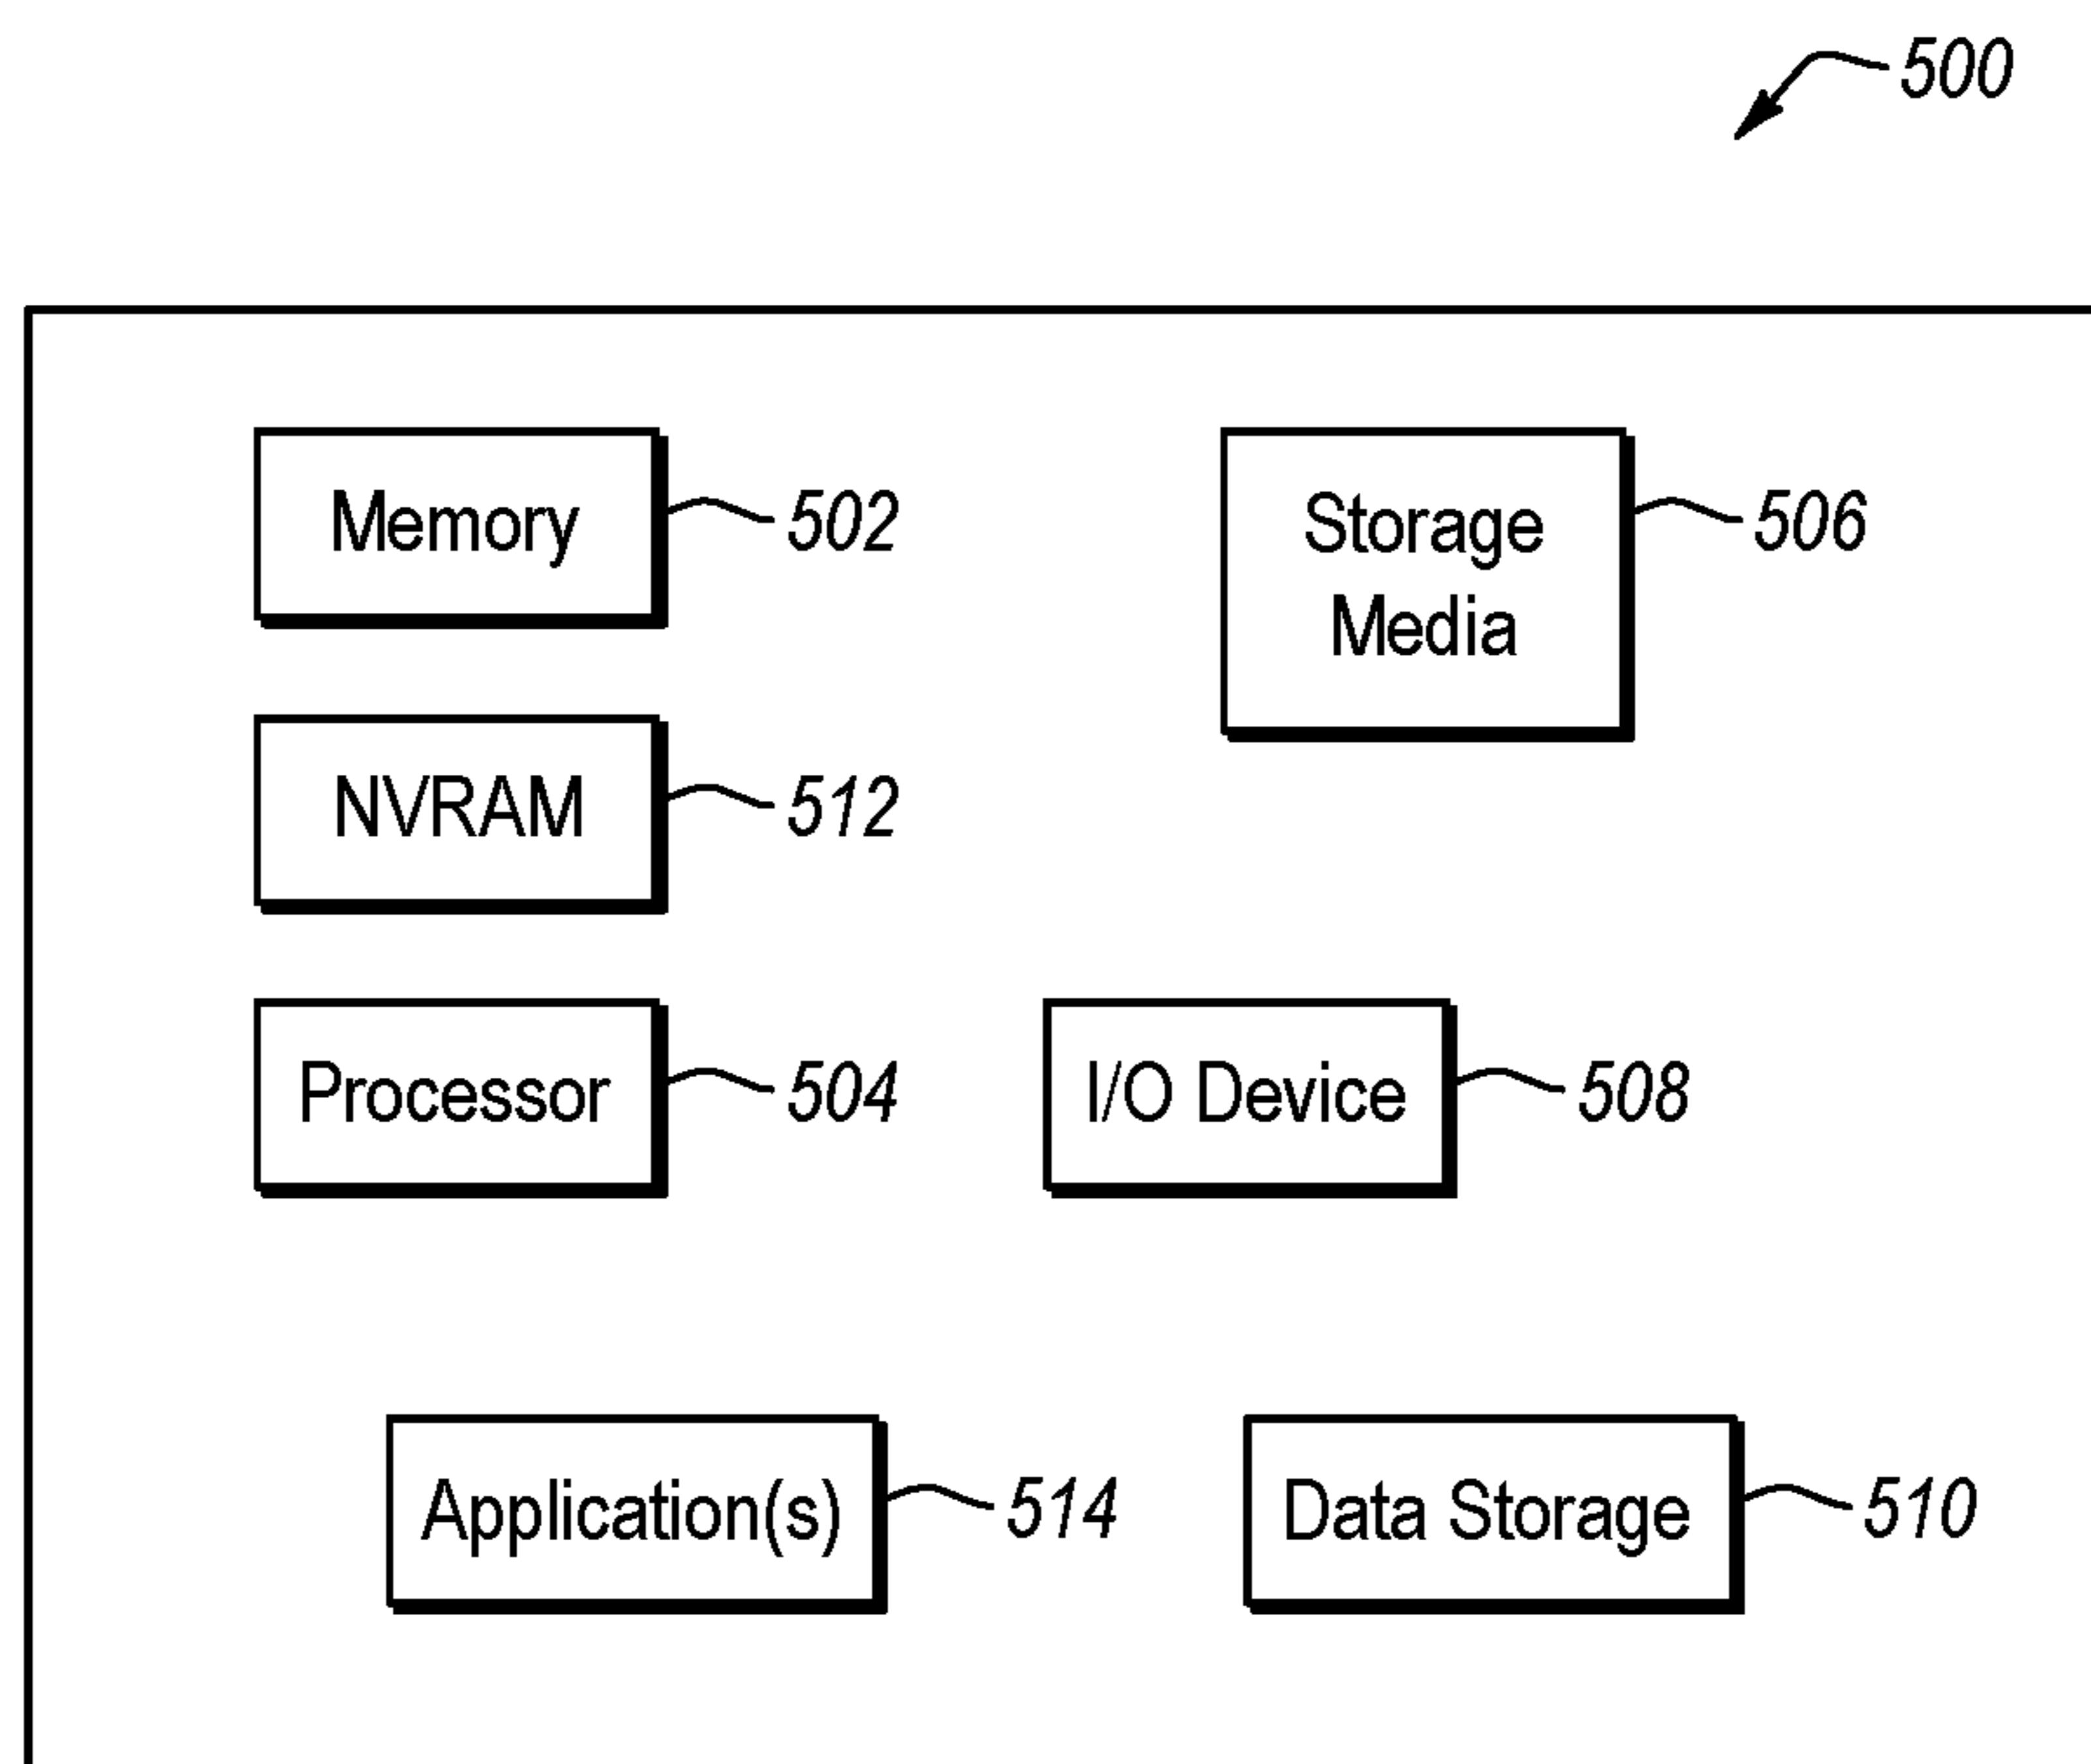 500
Memory
502
Storage
Media
506
NVRAM
512
Processor
504
I/O Device
508
Application(s)
514
Data Storage
510